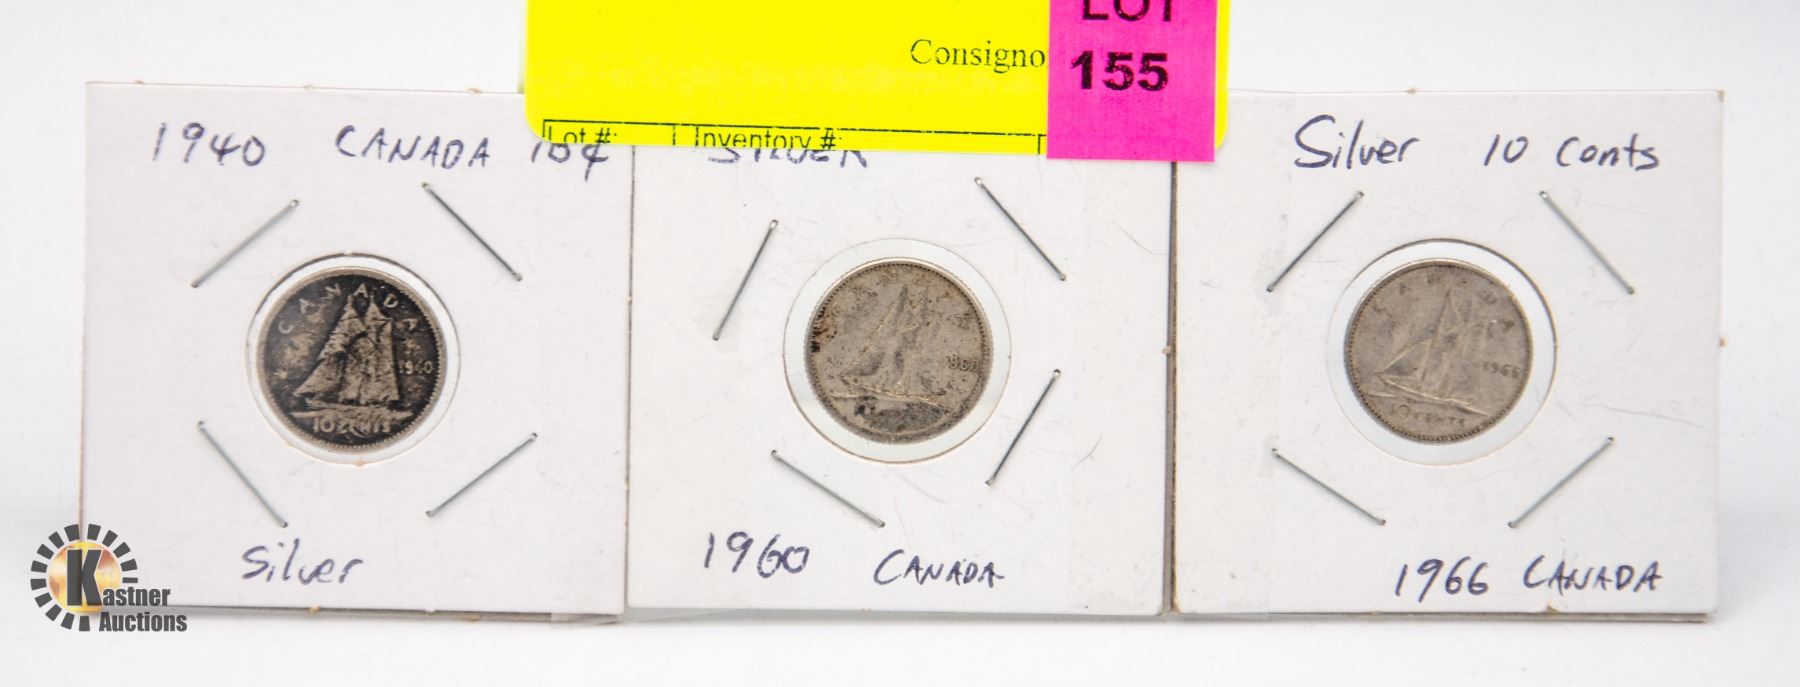 LOT
155
Consigno
Lot #: Inventory #:
1940 CANADA 10¢
CANADA
1940
10 CENTS
Silver
SILVER
1960 CANADA
Silver 10 Cents
CANADA
1966
10 CENTS
1966 CANADA
Kastner
Auctions